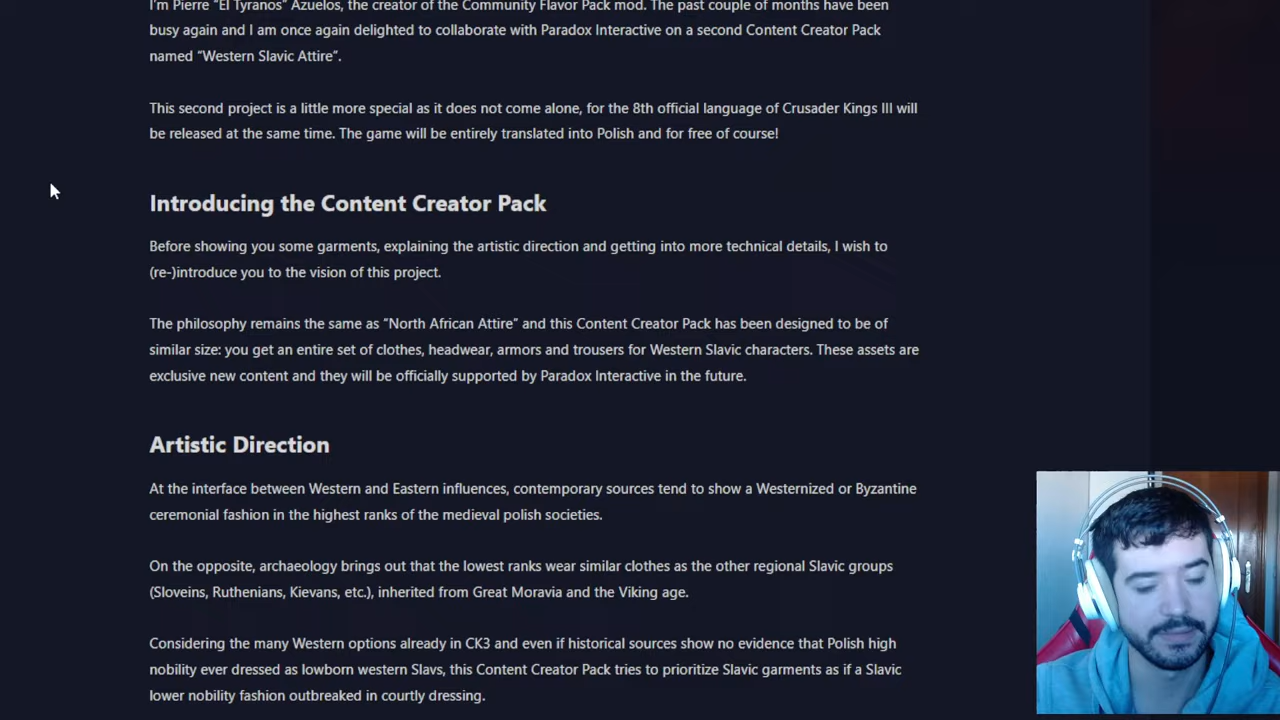 I'm Pierre “El Tyranos” Azuelos, the creator of the Community Flavor Pack mod. The past couple of months have been
busy again and I am once again delighted to collaborate with Paradox Interactive on a second Content Creator Pack
named “Western Slavic Attire”.
This second project is a little more special as it does not come alone, for the 8th official language of Crusader Kings III will
be released at the same time. The game will be entirely translated into Polish and for free of course!
Introducing the Content Creator Pack
Before showing you some garments, explaining the artistic direction and getting into more technical details, I wish to
(re-)introduce you to the vision of this project.
The philosophy remains the same as “North African Attire” and this Content Creator Pack has been designed to be of
similar size: you get an entire set of clothes, headwear, armors and trousers for Western Slavic characters. These assets are
exclusive new content and they will be officially supported by Paradox Interactive in the future.
Artistic Direction
At the interface between Western and Eastern influences, contemporary sources tend to show a Westernized or Byzantine
ceremonial fashion in the highest ranks of the medieval polish societies.
On the opposite, archaeology brings out that the lowest ranks wear similar clothes as the other regional Slavic groups
(Sloveins, Ruthenians, Kievans, etc.), inherited from Great Moravia and the Viking age.
Considering the many Western options already in CK3 and even if historical sources show no evidence that Polish high
nobility ever dressed as lowborn western Slavs, this Content Creator Pack tries to prioritize Slavic garments as if a Slavic
lower nobility fashion outbreaked in courtly dressing.